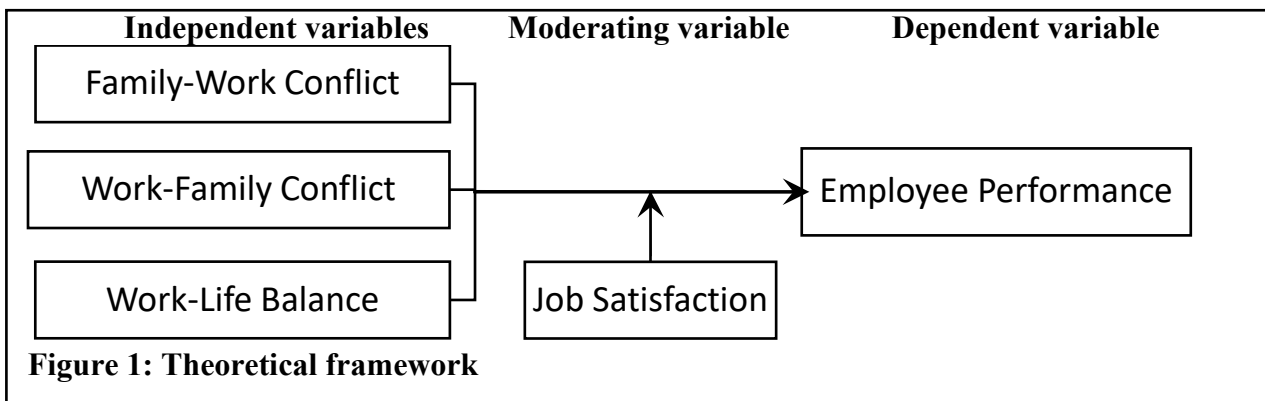 Independent variables Moderating variable Dependent variable
Family-Work Conflict
Work-Family Conflict
Employee Performance
Work-Life Balance
Job Satisfaction
Figure 1: Theoretical framework